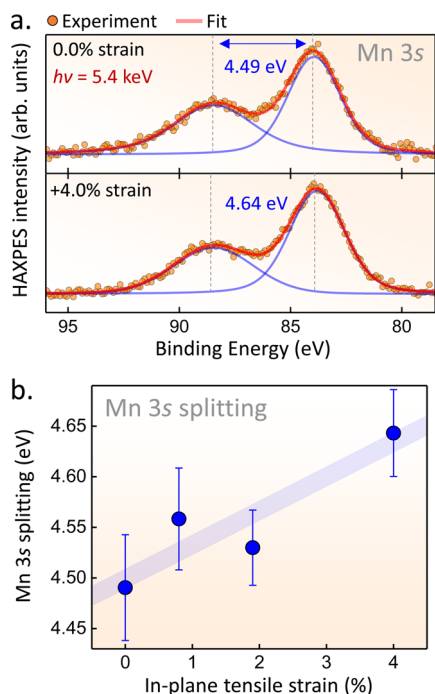 a.
Experiment Fit
0.0% strain
hν = 5.4 keV
4.49 eV
Mn 3s
+4.0% strain
4.64 eV
HAXPES intensity (arb. units)
95 90 85 80
Binding Energy (eV)
b.
Mn 3s splitting
4.65
4.60
4.55
4.50
4.45
Mn 3s splitting (eV)
0 1 2 3 4
In-plane tensile strain (%)